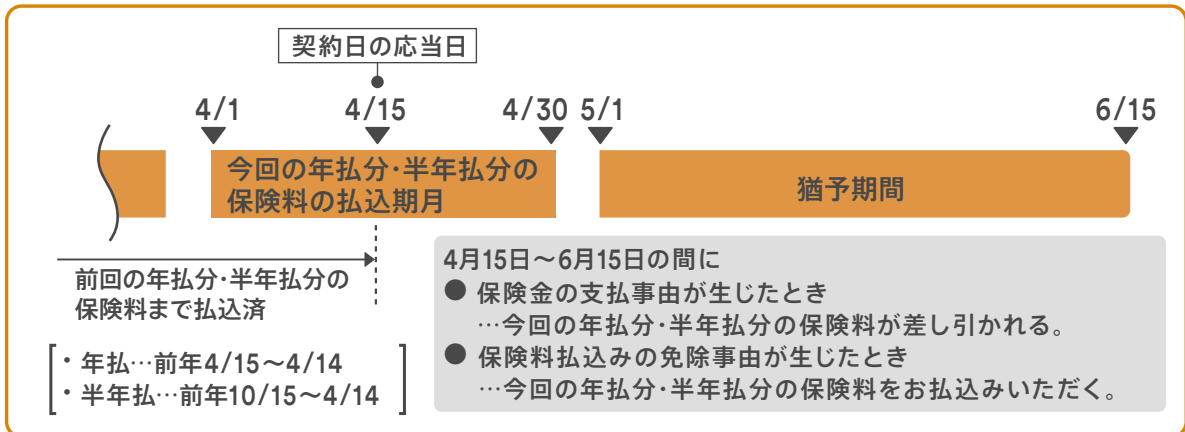 契約日の応当日
4/1
4/15
4/30
5/1
6/15
今回の年払分・半年払分の
保険料の払込期月
猶予期間
前回の年払分・半年払分の
保険料まで払込済
・年払…前年4/15～4/14
・半年払…前年10/15～4/14
4月15日～6月15日の間に
● 保険金の支払事由が生じたとき
…今回の年払分・半年払分の保険料が差し引かれる。
● 保険料払込みの免除事由が生じたとき
…今回の年払分・半年払分の保険料をお払込みいただく。